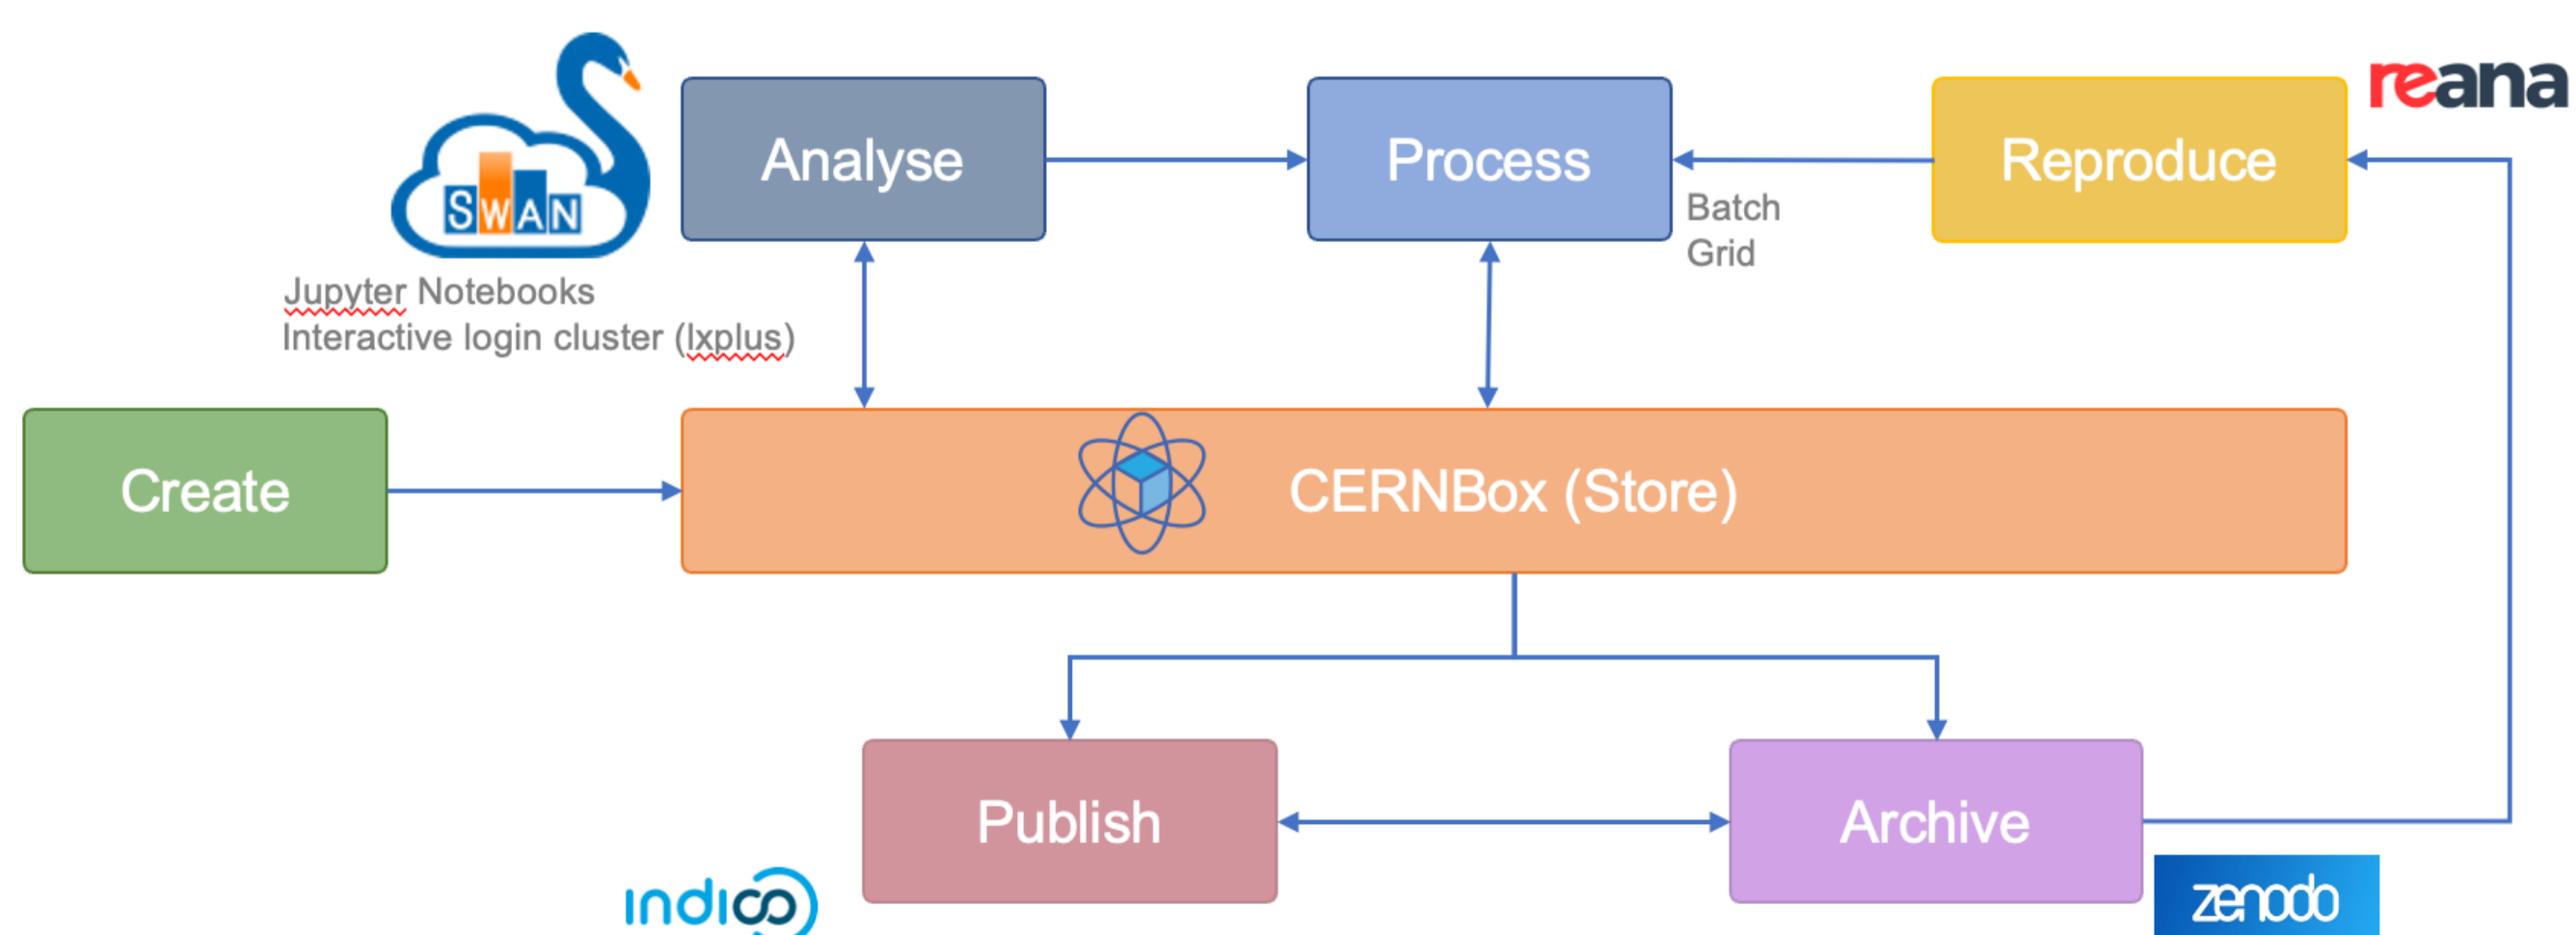 reana
Analyse
Process
Reproduce
SWAN
Batch
Grid
Jupyter Notebooks
Interactive login cluster (lxplus)
Create
CERNBox (Store)
Publish
Archive
indico
zenodo